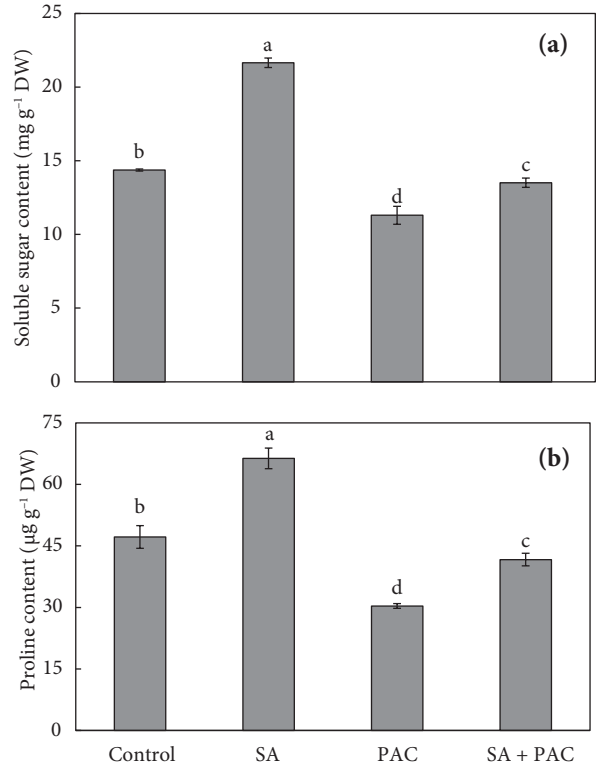 Soluble sugar content (mg g⁻¹ DW)
25
20
15
10
5
0
(a)
b
a
d
c
Proline content (µg g⁻¹ DW)
75
60
45
30
15
0
(b)
b
a
d
c
Control SA PAC SA + PAC